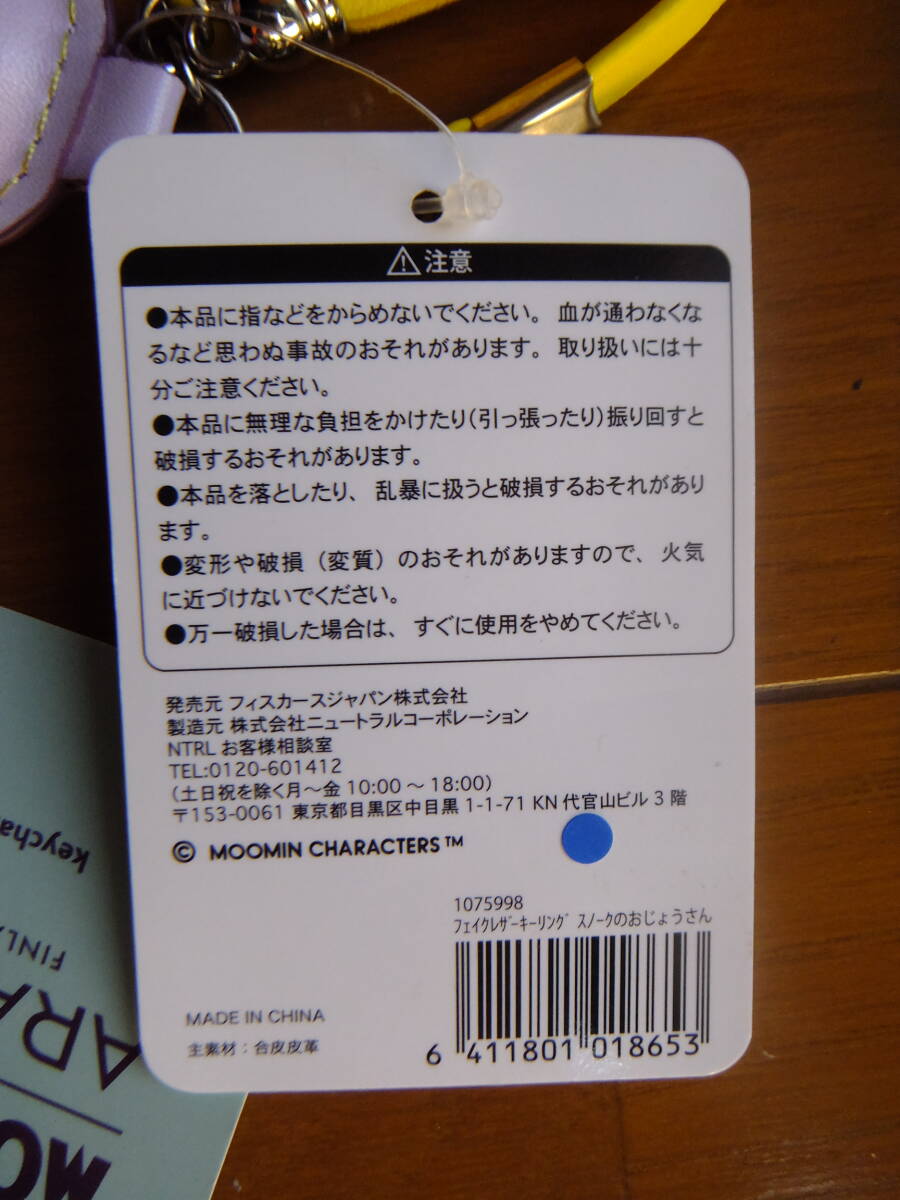 ⚠注意
●本品に指などをからめないでください。血が通わなくな
るなど思わぬ事故のおそれがあります。取り扱いには十
分ご注意ください。
●本品に無理な負担をかけたり(引っ張ったり)振り回すと
破損するおそれがあります。
●本品を落としたり、乱暴に扱うと破損するおそれがあり
ます。
●変形や破損(変質)のおそれがありますので、火気
に近づけないでください。
●万一破損した場合は、すぐに使用をやめてください。
発売元 フィスカースジャパン株式会社
製造元 株式会社ニュートラルコーポレーション
NTRL お客様相談室
TEL:0120-601412
(土日祝を除く月～金 10:00 ～ 18:00)
〒153-0061 東京都目黒区中目黒 1-1-71 KN 代官山ビル 3 階
© MOOMIN CHARACTERS™
1075998
ﾌｪｲｸﾚｻﾞｰｷｰﾘﾝｸﾞ ｽﾉｰｸのおじょうさん
6 411801 018653
MADE IN CHINA
主素材:合皮皮革
keycha
FINL
ARA
MO